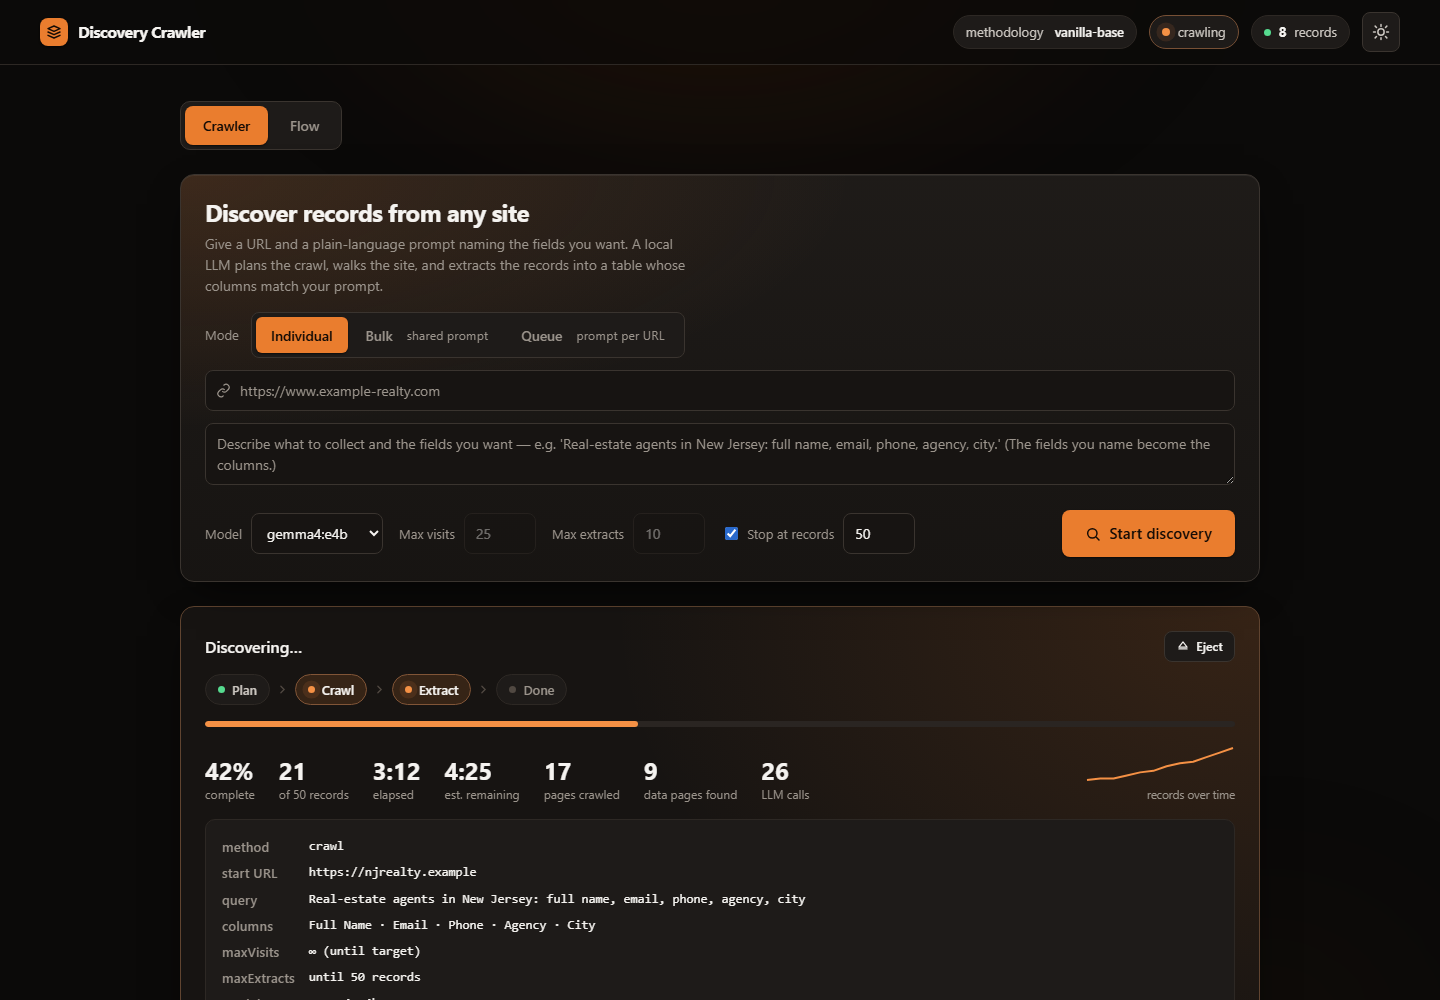 Discovery Crawler
methodology vanilla-base
crawling
8 records
Crawler
Flow
Discover records from any site
Give a URL and a plain-language prompt naming the fields you want. A local
LLM plans the crawl, walks the site, and extracts the records into a table whose
columns match your prompt.
Mode
Individual
Bulk shared prompt
Queue prompt per URL
https://www.example-realty.com
Describe what to collect and the fields you want — e.g. 'Real-estate agents in New Jersey: full name, email, phone, agency, city.' (The fields you name become the
columns.)
Model gemma4:e4b
Max visits 25
Max extracts 10
Stop at records 50
Start discovery
Discovering...
Eject
Plan
Crawl
Extract
Done
42% complete
21 of 50 records
3:12 elapsed
4:25 est. remaining
17 pages crawled
9 data pages found
26 LLM calls
records over time
method crawl
start URL https://njrealty.example
query Real-estate agents in New Jersey: full name, email, phone, agency, city
columns Full Name · Email · Phone · Agency · City
maxVisits ∞ (until target)
maxExtracts until 50 records